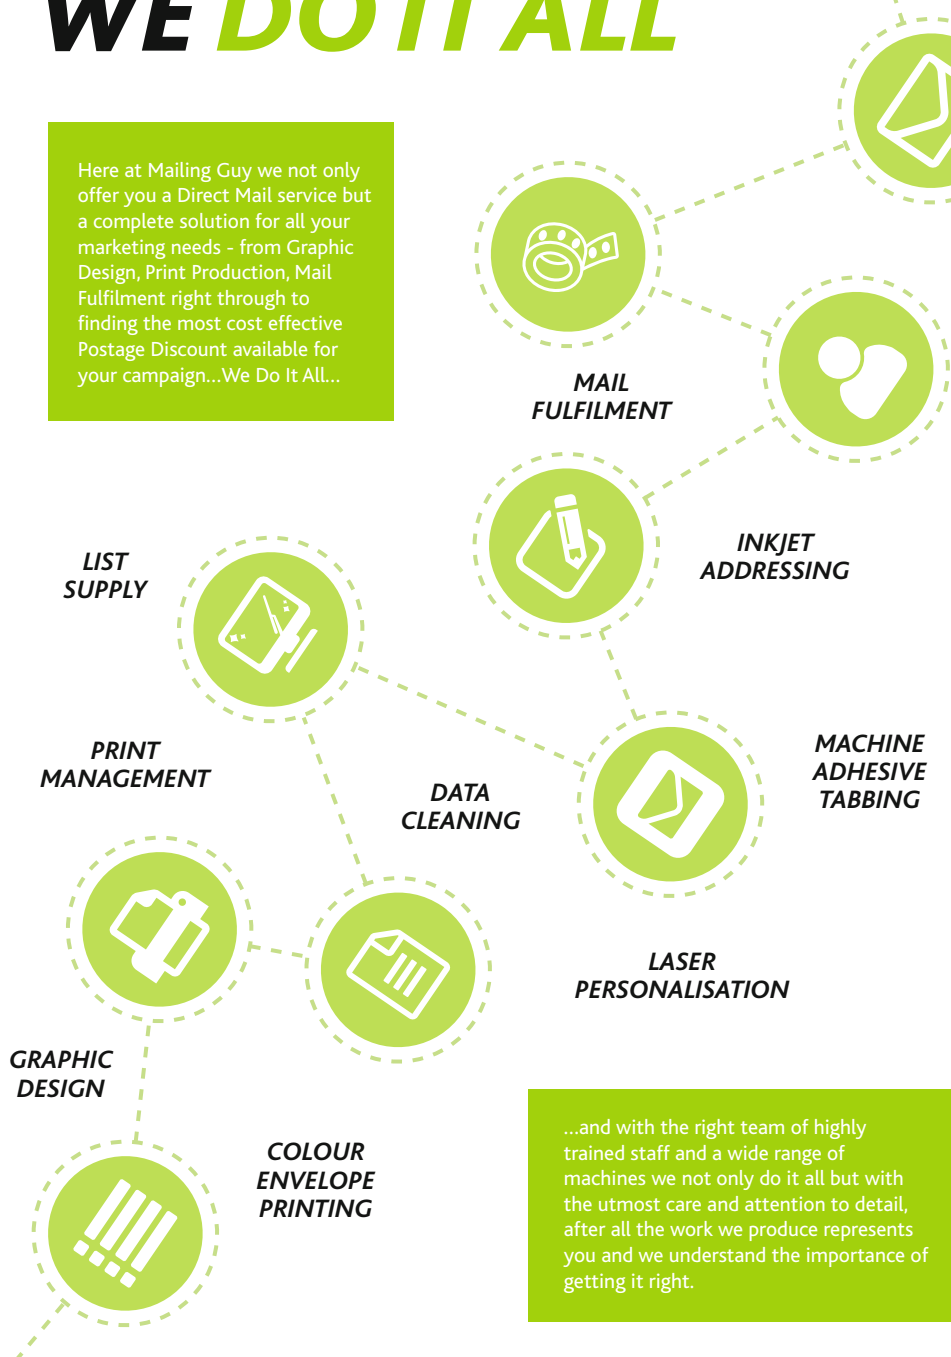 WE DO IT ALL
Here at Mailing Guy we not only
offer you a Direct Mail service but
a complete solution for all your
marketing needs - from Graphic
Design, Print Production, Mail
Fulfilment right through to
finding the most cost effective
Postage Discount available for
your campaign...We Do It All...
MAIL
FULFILMENT
INKJET
ADDRESSING
LIST
SUPPLY
PRINT
MANAGEMENT
DATA
CLEANING
MACHINE
ADHESIVE
TABBING
LASER
PERSONALISATION
GRAPHIC
DESIGN
COLOUR
ENVELOPE
PRINTING
...and with the right team of highly
trained staff and a wide range of
machines we not only do it all but with
the utmost care and attention to detail,
after all the work we produce represents
you and we understand the importance of
getting it right.